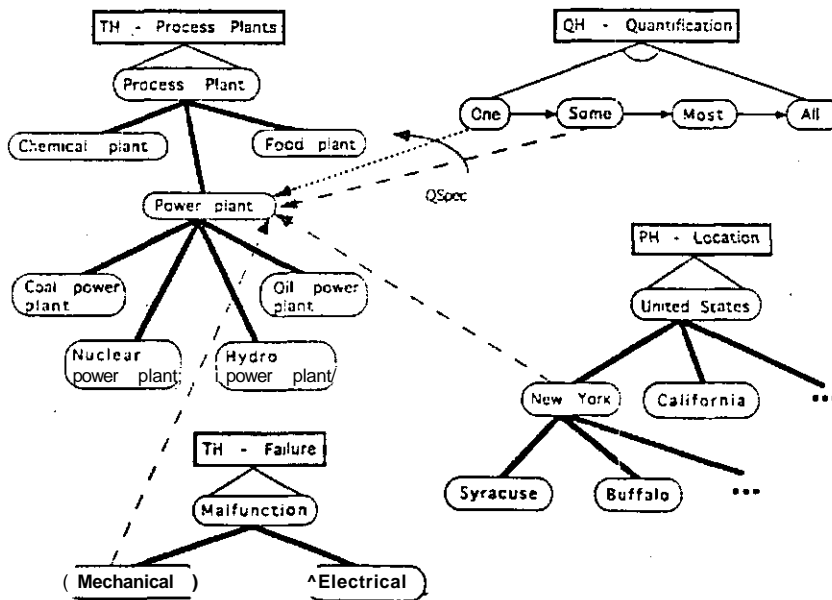 TH - Process Plants
Process Plant
Chemical plant
Food plant
Power plant
Coal power
plant
Oil power
plant
Nuclear
power plant
Hydro
power plant
QH - Quantification
One
Some
Most
All
QSpec
PH - Location
United States
New York
California
...
Syracuse
Buffalo
...
TH - Failure
Malfunction
( Mechanical )
^Electrical